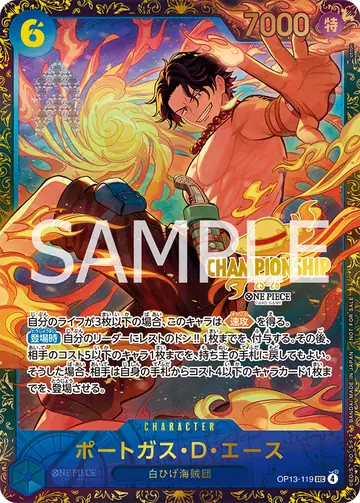 6
7000 特
SAMPLE
CHAMPIONSHIP
25-26
ONE PIECE
CARD GAME
自分のライフが3枚以下の場合、このキャラは 速攻 を得る。
登場時 自分のリーダーにレストのドン!!1枚までを、付与する。その後、
相手のコスト5以下のキャラ1枚までを、持ち主の手札に戻してもよい。
そうした場合、相手は自身の手札からコスト4以下のキャラカード1枚ま
でを、登場させる。
CHARACTER
ポートガス・D・エース
ONE PIECE
白ひげ海賊団
OP13-119 SEC 4